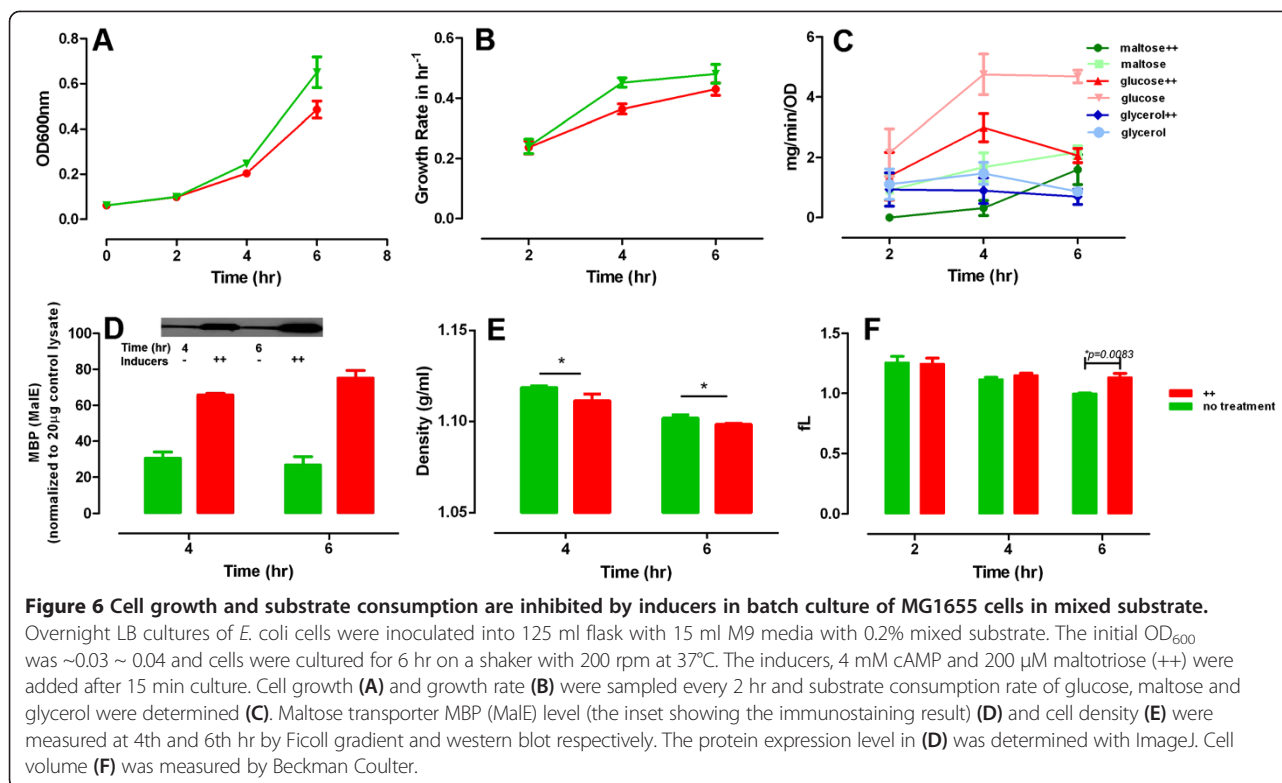 A
OD600nm
0.8
0.6
0.4
0.2
0.0
0 2 4 6 8
Time (hr)
B
Growth Rate in hr-1
0.6
0.4
0.2
0.0
2 4 6
Time (hr)
C
mg/min/OD
6
4
2
0
2 4 6
Time (hr)
maltose++
maltose
glucose++
glucose
glycerol++
glycerol
D
MBP (MalE)
(normalized to 20µg control lysate)
100
80
60
40
20
0
Time (hr) 4 6
Inducers - ++ - ++
4 6
Time (hr)
E
Density (g/ml)
1.15
1.10
1.05
* *
4 6
Time (hr)
F
fL
1.5
1.0
0.5
0.0
*p=0.0083
2 4 6
Time (hr)
++
no treatment
Figure 6 Cell growth and substrate consumption are inhibited by inducers in batch culture of MG1655 cells in mixed substrate.
Overnight LB cultures of E. coli cells were inoculated into 125 ml flask with 15 ml M9 media with 0.2% mixed substrate. The initial OD600
was ~0.03 ~ 0.04 and cells were cultured for 6 hr on a shaker with 200 rpm at 37°C. The inducers, 4 mM cAMP and 200 µM maltotriose (++) were
added after 15 min culture. Cell growth (A) and growth rate (B) were sampled every 2 hr and substrate consumption rate of glucose, maltose and
glycerol were determined (C). Maltose transporter MBP (MalE) level (the inset showing the immunostaining result) (D) and cell density (E) were
measured at 4th and 6th hr by Ficoll gradient and western blot respectively. The protein expression level in (D) was determined with ImageJ. Cell
volume (F) was measured by Beckman Coulter.